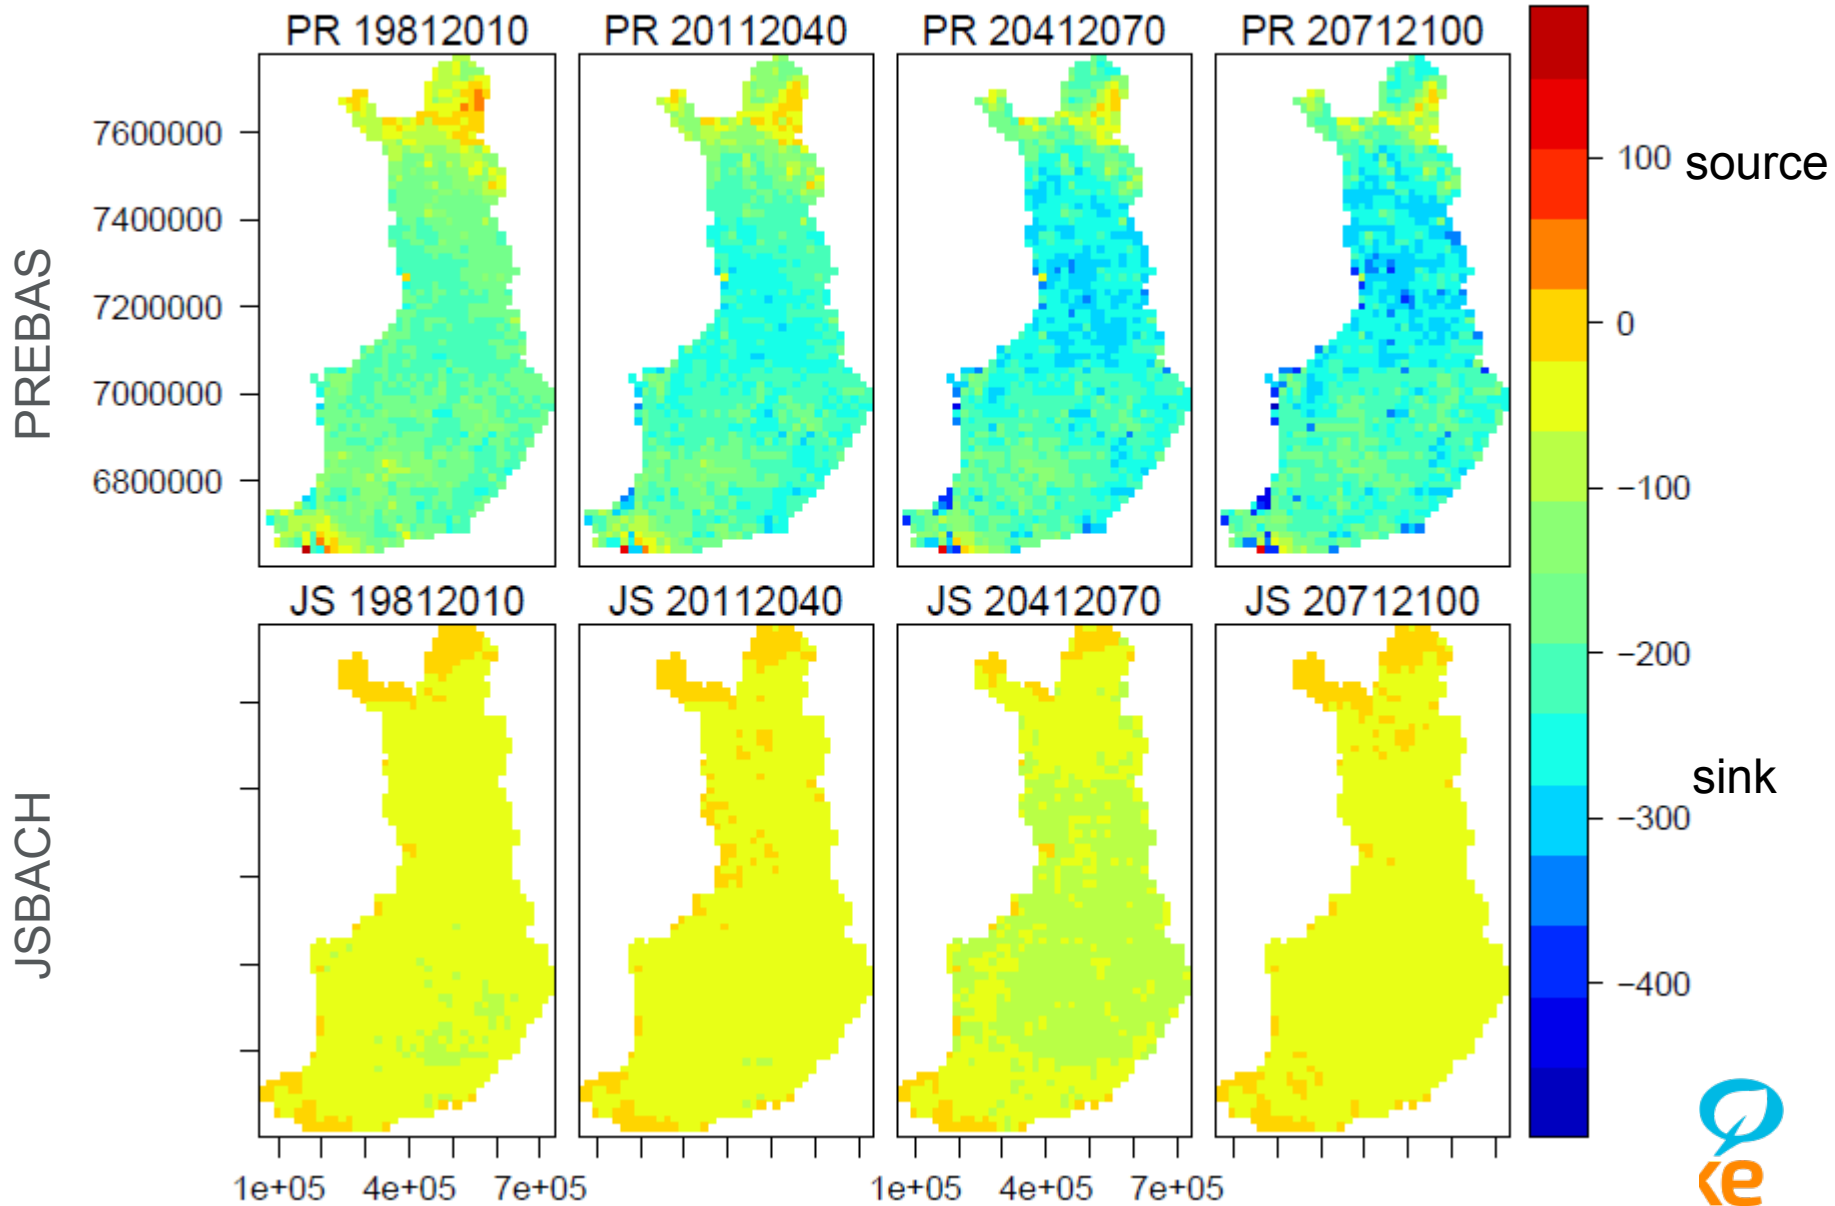 PR 19812010 PR 20112040 PR 20412070 PR 20712100
PREBAS
7600000
7400000
7200000
7000000
6800000
JS 19812010 JS 20112040 JS 20412070 JS 20712100
JSBACH
1e+05 4e+05 7e+05 1e+05 4e+05 7e+05
100 source
0
−100
−200
sink
−300
−400
ke